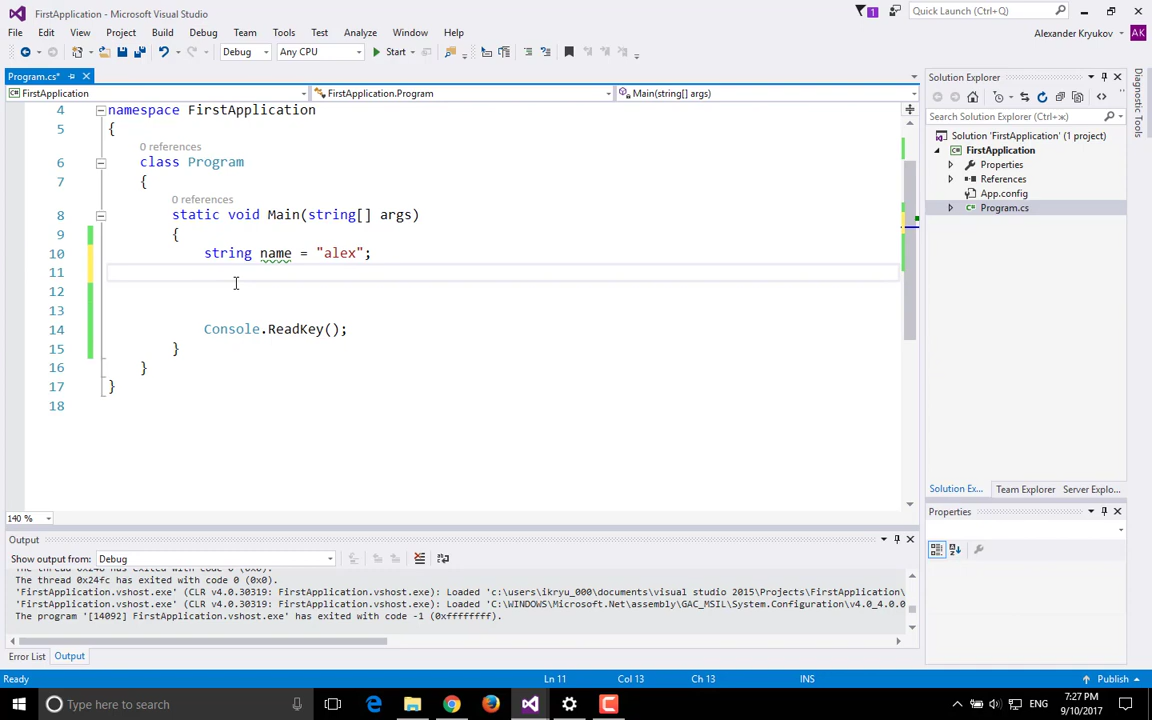 FirstApplication - Microsoft Visual Studio
1
Quick Launch (Ctrl+Q)
File Edit View Project Build Debug Team Tools Test Analyze Window Help
Alexander Kryukov
AK
Debug
Any CPU
Start
Program.cs*
FirstApplication
FirstApplication.Program
Main(string[] args)
4 namespace FirstApplication
5 {
0 references
6 class Program
7 {
0 references
8 static void Main(string[] args)
9 {
10 string name = "alex";
11
12
13
14 Console.ReadKey();
15 }
16 }
17 }
18
140 %
Solution Explorer
Search Solution Explorer (Ctrl+ж)
Solution 'FirstApplication' (1 project)
FirstApplication
Properties
References
App.config
Program.cs
Solution Ex...
Team Explorer
Server Explo...
Diagnostic Tools
Properties
Output
Show output from: Debug
The thread 0x24fc has exited with code 0 (0x0).
'FirstApplication.vshost.exe' (CLR v4.0.30319: FirstApplication.vshost.exe): Loaded 'c:\users\ikryu_000\documents\visual studio 2015\Projects\FirstApplication\
'FirstApplication.vshost.exe' (CLR v4.0.30319: FirstApplication.vshost.exe): Loaded 'C:\WINDOWS\Microsoft.Net\assembly\GAC_MSIL\System.Configuration\v4.0_4.0.0
The program '[14092] FirstApplication.vshost.exe' has exited with code -1 (0xffffffff).
Error List
Output
Ready
Ln 11
Col 13
Ch 13
INS
Publish
Type here to search
ENG
7:27 PM
9/10/2017